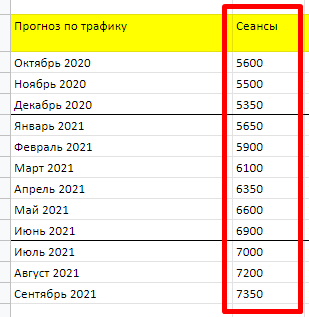 Прогноз по трафику Сеансы
Октябрь 2020 5600
Ноябрь 2020 5500
Декабрь 2020 5350
Январь 2021 5650
Февраль 2021 5900
Март 2021 6100
Апрель 2021 6350
Май 2021 6600
Июнь 2021 6900
Июль 2021 7000
Август 2021 7200
Сентябрь 2021 7350